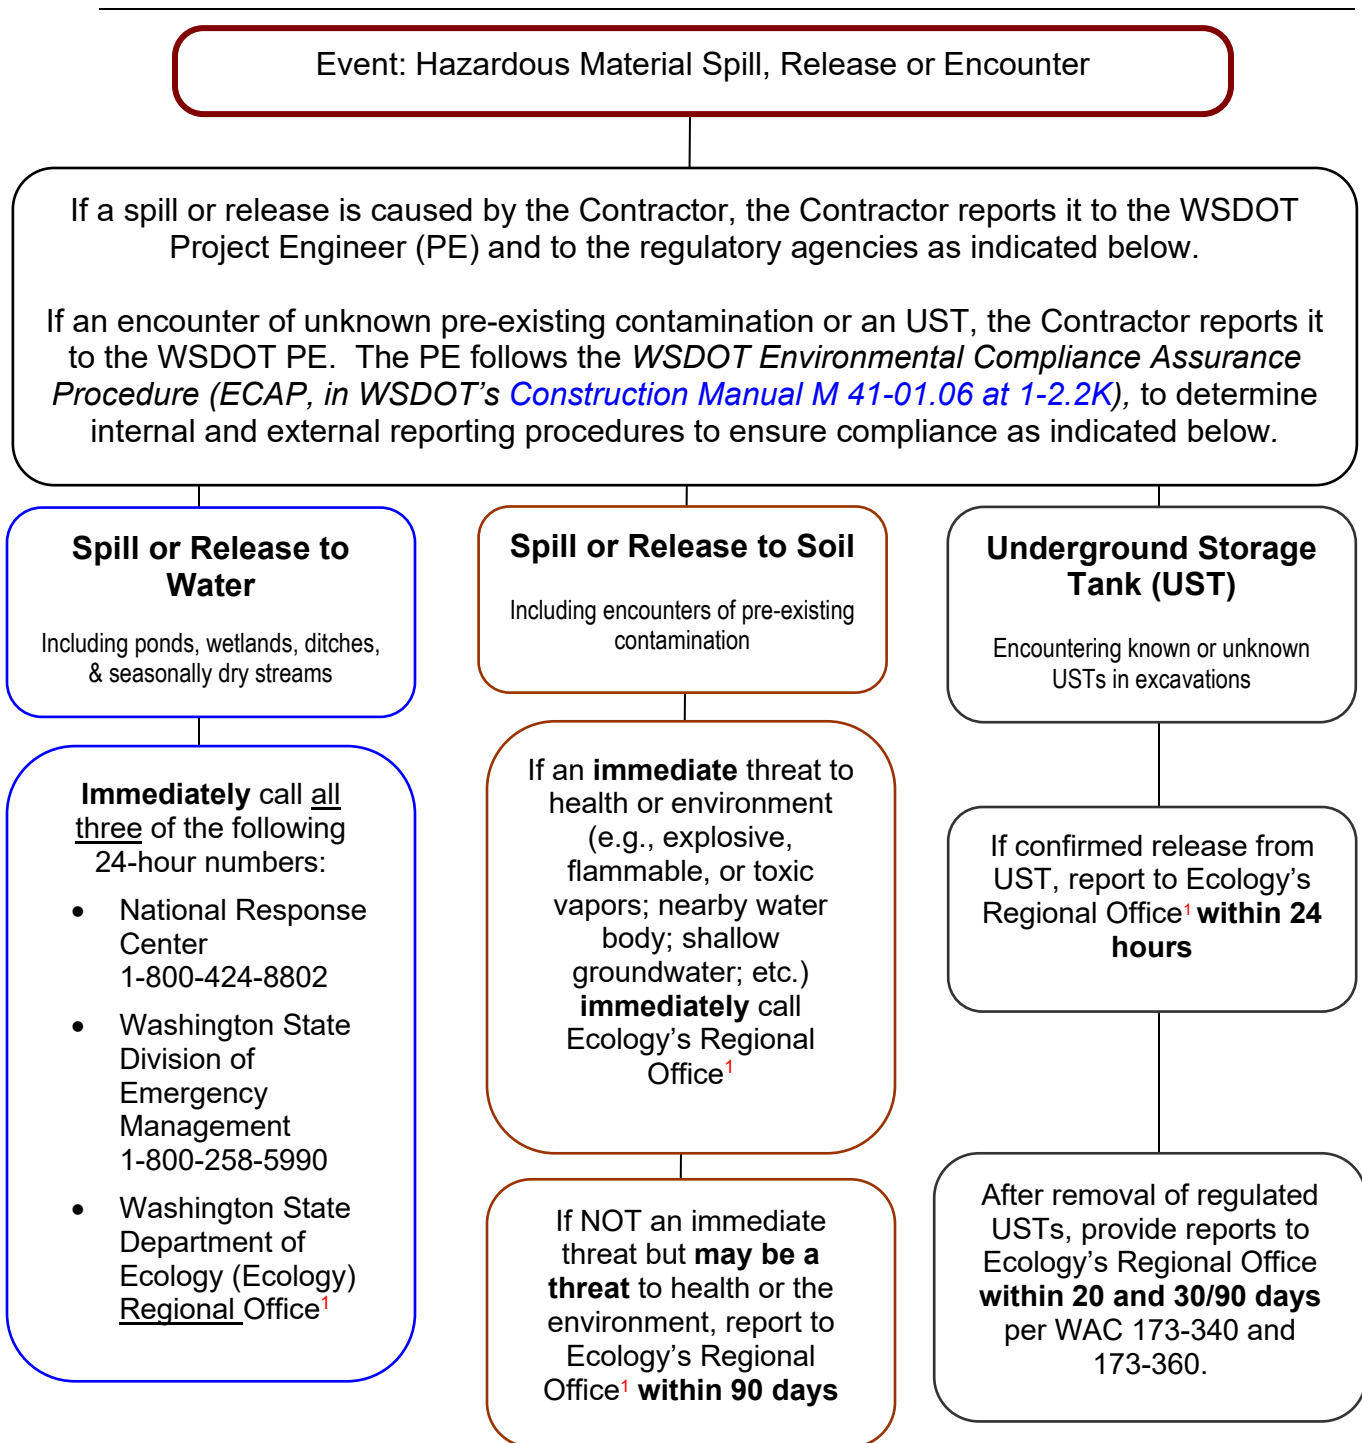 Event: Hazardous Material Spill, Release or Encounter
If a spill or release is caused by the Contractor, the Contractor reports it to the WSDOT
Project Engineer (PE) and to the regulatory agencies as indicated below.
If an encounter of unknown pre-existing contamination or an UST, the Contractor reports it
to the WSDOT PE.  The PE follows the WSDOT Environmental Compliance Assurance
Procedure (ECAP, in WSDOT’s Construction Manual M 41-01.06 at 1-2.2K), to determine
internal and external reporting procedures to ensure compliance as indicated below.
Spill or Release to
Water
Including ponds, wetlands, ditches,
& seasonally dry streams
Immediately call all
three of the following
24-hour numbers:
• National Response
Center
1-800-424-8802
• Washington State
Division of
Emergency
Management
1-800-258-5990
• Washington State
Department of
Ecology (Ecology)
Regional Office¹
Spill or Release to Soil
Including encounters of pre-existing
contamination
If an immediate threat to
health or environment
(e.g., explosive,
flammable, or toxic
vapors; nearby water
body; shallow
groundwater; etc.)
immediately call
Ecology’s Regional
Office¹
If NOT an immediate
threat but may be a
threat to health or the
environment, report to
Ecology’s Regional
Office¹ within 90 days
Underground Storage
Tank (UST)
Encountering known or unknown
USTs in excavations
If confirmed release from
UST, report to Ecology’s
Regional Office¹ within 24
hours
After removal of regulated
USTs, provide reports to
Ecology’s Regional Office
within 20 and 30/90 days
per WAC 173-340 and
173-360.